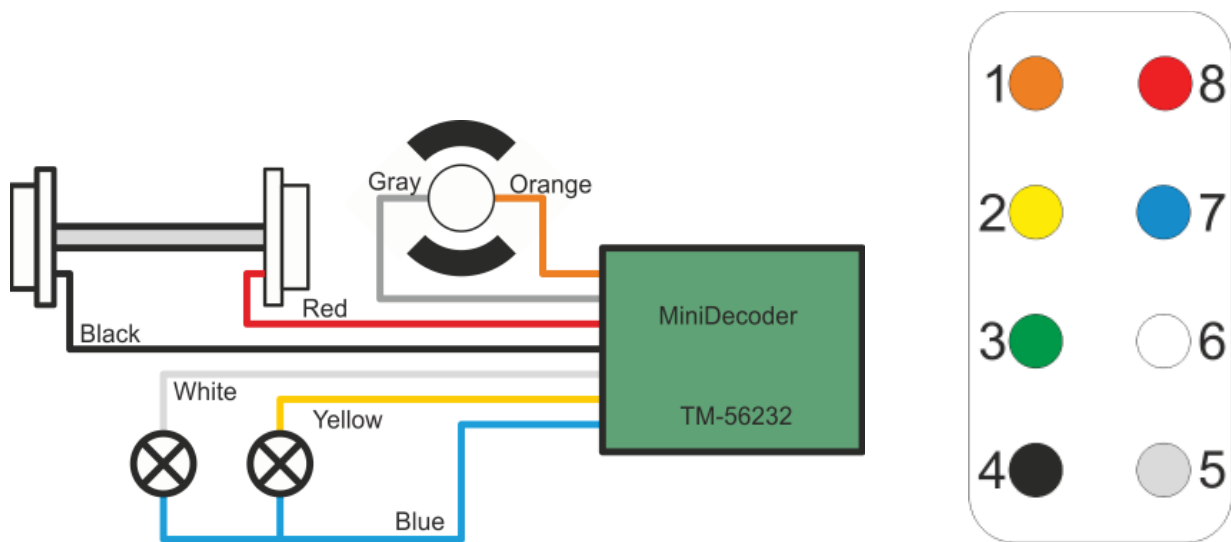 Gray
Orange
Red
Black
White
Yellow
Blue
MiniDecoder
TM-56232
1
8
2
7
3
6
4
5